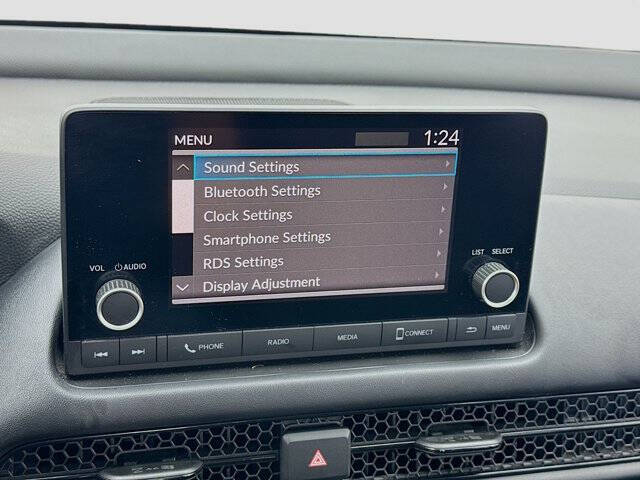 MENU 1:24
Sound Settings
Bluetooth Settings
Clock Settings
Smartphone Settings
RDS Settings
Display Adjustment
VOL AUDIO
LIST SELECT
PHONE RADIO MEDIA CONNECT MENU